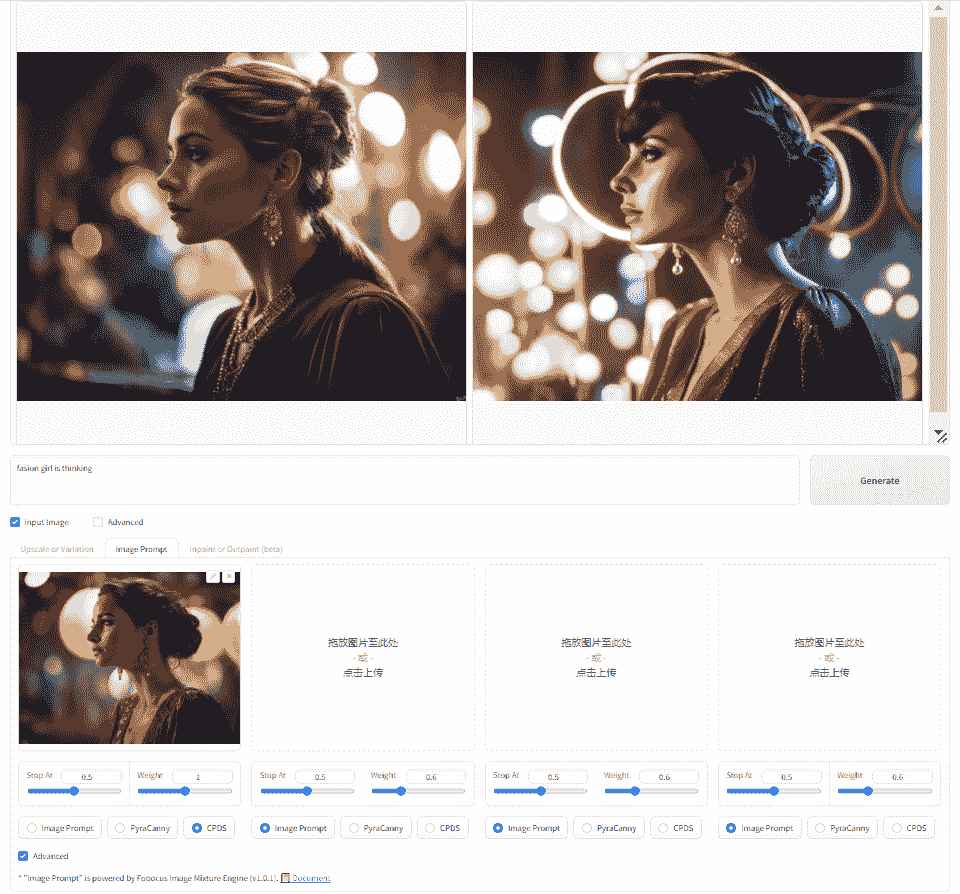 fasion girl is thinking
Generate
Input Image
Advanced
Upscale or Variation
Image Prompt
Inpaint or Outpaint (beta)
拖放图片至此处
- 或 -
点击上传
拖放图片至此处
- 或 -
点击上传
拖放图片至此处
- 或 -
点击上传
Stop At 0.5 Weight 1
Stop At 0.5 Weight 0.6
Stop At 0.5 Weight 0.6
Stop At 0.5 Weight 0.6
Image Prompt PyraCanny CPDS
Image Prompt PyraCanny CPDS
Image Prompt PyraCanny CPDS
Image Prompt PyraCanny CPDS
Advanced
* "Image Prompt" is powered by Fooocus Image Mixture Engine (v1.0.1). Document